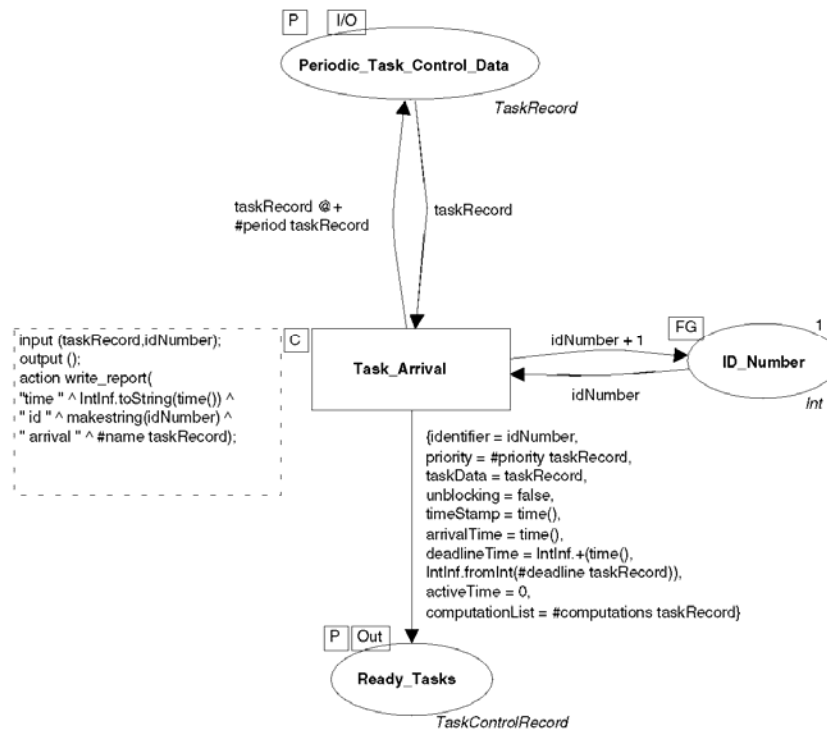 P I/O
Periodic_Task_Control_Data
TaskRecord
taskRecord @+
#period taskRecord
taskRecord
input (taskRecord,idNumber);
output ();
action write_report(
"time " ^ IntInf.toString(time()) ^
" id " ^ makestring(idNumber) ^
" arrival " ^ #name taskRecord);
C
Task_Arrival
idNumber + 1
idNumber
FG
1
ID_Number
Int
{identifier = idNumber,
priority = #priority taskRecord,
taskData = taskRecord,
unblocking = false,
timeStamp = time(),
arrivalTime = time(),
deadlineTime = IntInf.+(time(),
IntInf.fromInt(#deadline taskRecord)),
activeTime = 0,
computationList = #computations taskRecord}
P Out
Ready_Tasks
TaskControlRecord